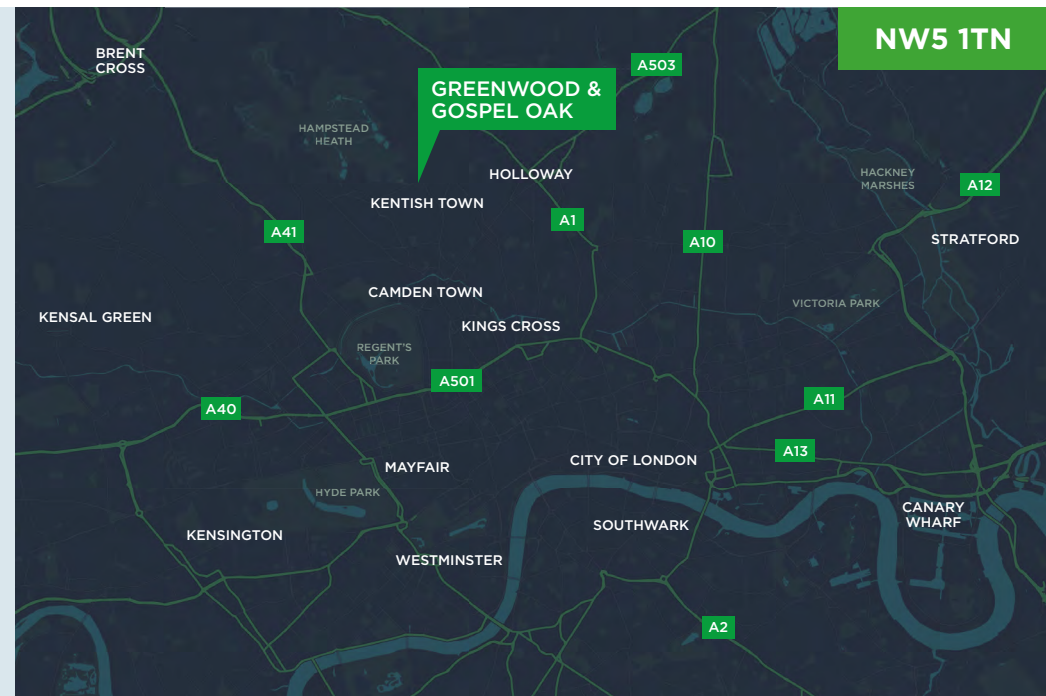 NW5 1TN
BRENT
CROSS
A503
GREENWOOD &
GOSPEL OAK
HAMPSTEAD
HEATH
HOLLOWAY
HACKNEY
MARSHES
A12
KENTISH TOWN
A1
A41
A10
STRATFORD
CAMDEN TOWN
VICTORIA PARK
KENSAL GREEN
KINGS CROSS
REGENT'S
PARK
A501
A11
A40
A13
CITY OF LONDON
MAYFAIR
HYDE PARK
CANARY
WHARF
SOUTHWARK
KENSINGTON
WESTMINSTER
A2